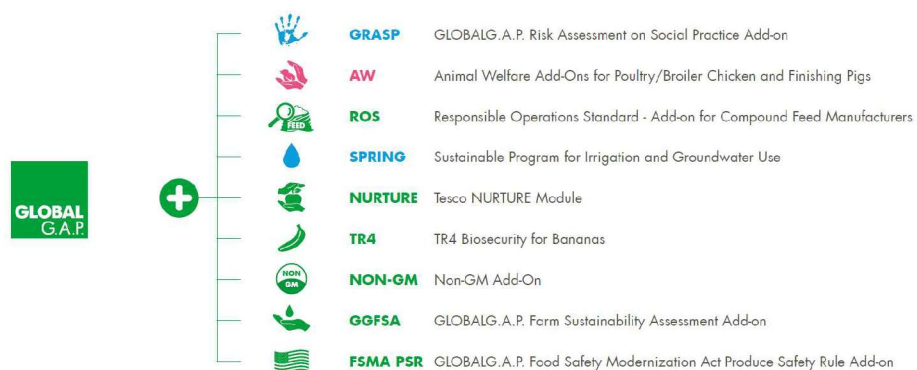 GRASP GLOBALG.A.P. Risk Assessment on Social Practice Add-on
AW Animal Welfare Add-Ons for Poultry/Broiler Chicken and Finishing Pigs
FEED
ROS Responsible Operations Standard - Add-on for Compound Feed Manufacturers
SPRING Sustainable Program for Irrigation and Groundwater Use
GLOBAL
G.A.P.
NURTURE Tesco NURTURE Module
TR4 TR4 Biosecurity for Bananas
NON
GM
NON-GM Non-GM Add-On
GGFSA GLOBALG.A.P. Farm Sustainability Assessment Add-on
FSMA PSR GLOBALG.A.P. Food Safety Modernization Act Produce Safety Rule Add-on